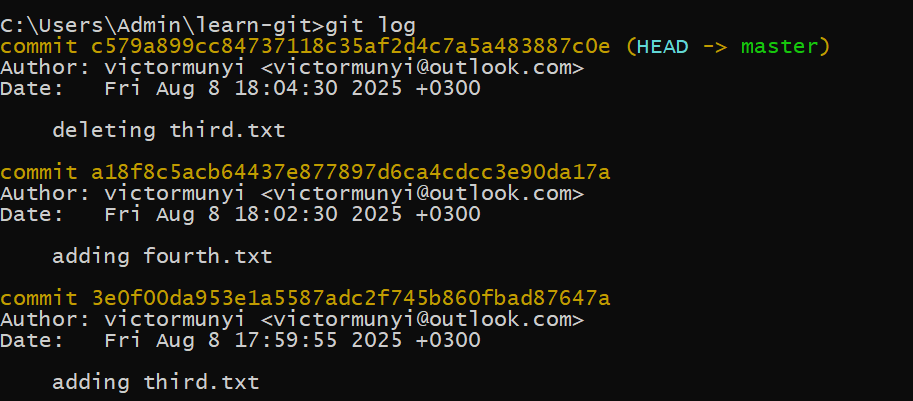 C:\Users\Admin\learn-git>git log
commit c579a899cc84737118c35af2d4c7a5a483887c0e (HEAD -> master)
Author: victormunyi <victormunyi@outlook.com>
Date:   Fri Aug 8 18:04:30 2025 +0300
deleting third.txt
commit a18f8c5acb64437e877897d6ca4cdcc3e90da17a
Author: victormunyi <victormunyi@outlook.com>
Date:   Fri Aug 8 18:02:30 2025 +0300
adding fourth.txt
commit 3e0f00da953e1a5587adc2f745b860fbad87647a
Author: victormunyi <victormunyi@outlook.com>
Date:   Fri Aug 8 17:59:55 2025 +0300
adding third.txt